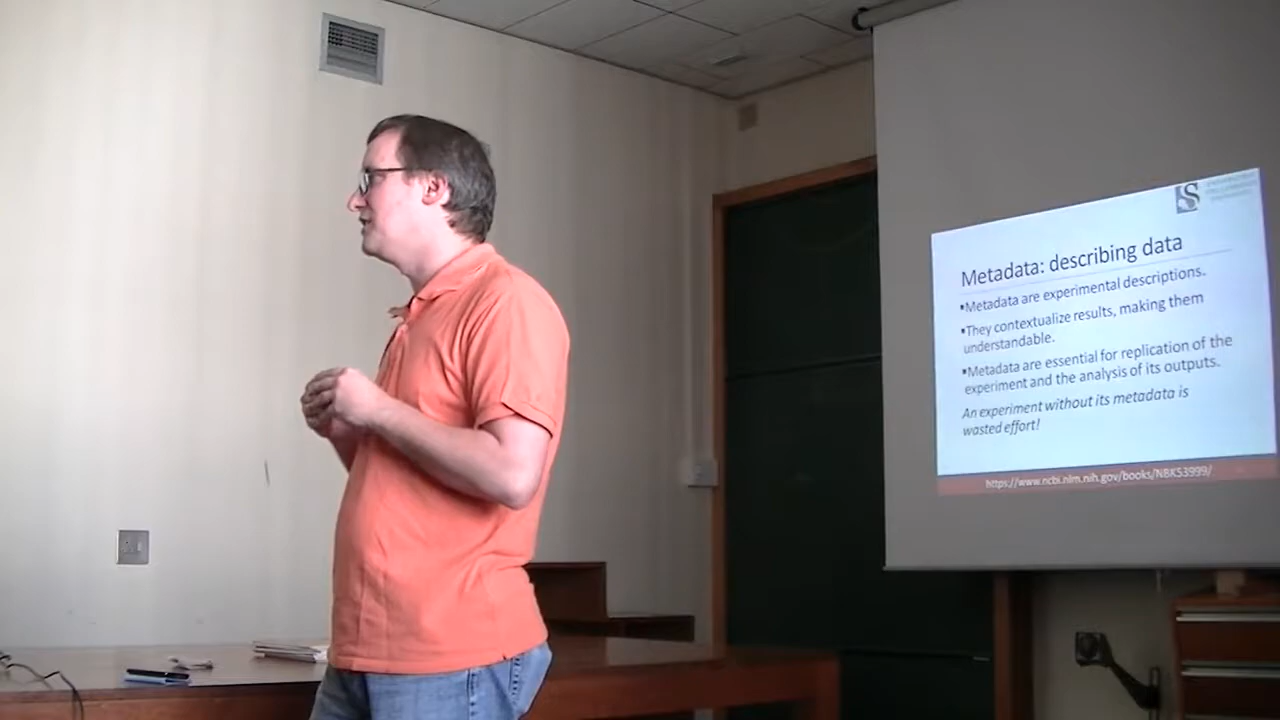 S
Metadata: describing data
▪Metadata are experimental descriptions.
▪They contextualize results, making them
understandable.
▪Metadata are essential for replication of the
experiment and the analysis of its outputs.
An experiment without its metadata is
wasted effort!
https://www.ncbi.nlm.nih.gov/books/NBK53999/